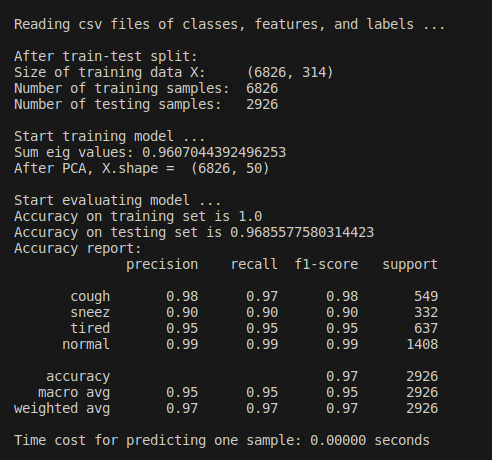 Reading csv files of classes, features, and labels ...
After train-test split:
Size of training data X:     (6826, 314)
Number of training samples:  6826
Number of testing samples:   2926
Start training model ...
Sum eig values: 0.9607044392496253
After PCA, X.shape =  (6826, 50)
Start evaluating model ...
Accuracy on training set is 1.0
Accuracy on testing set is 0.9685577580314423
Accuracy report:
              precision    recall  f1-score   support
       cough       0.98      0.97      0.98       549
       sneez       0.90      0.90      0.90       332
       tired       0.95      0.95      0.95       637
      normal       0.99      0.99      0.99      1408
    accuracy                           0.97      2926
   macro avg       0.95      0.95      0.95      2926
weighted avg       0.97      0.97      0.97      2926
Time cost for predicting one sample: 0.00000 seconds